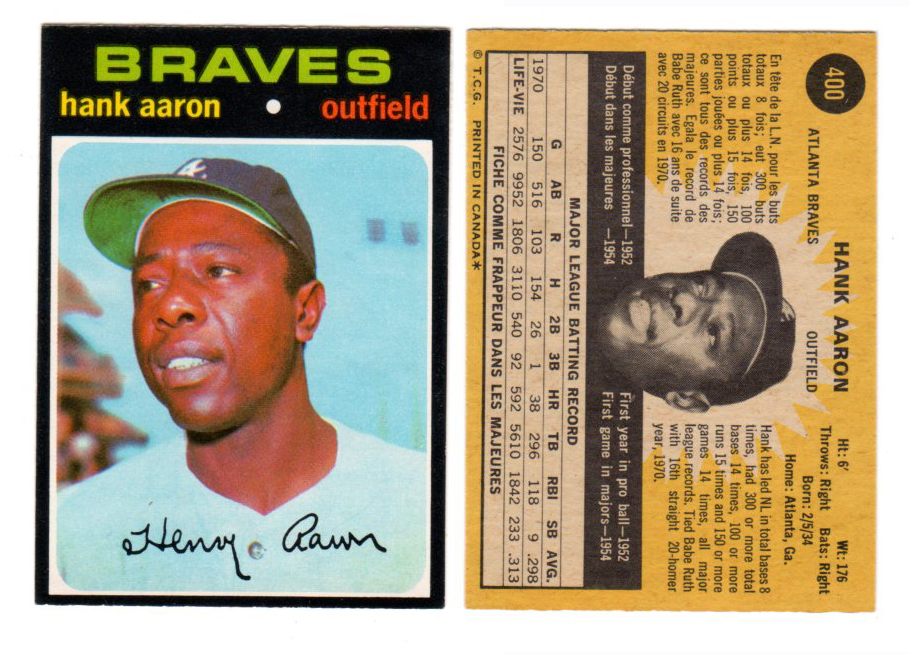 BRAVES
hank aaron • outfield
A
Henry Aaron
400
HANK AARON
ATLANTA BRAVES OUTFIELD
Ht: 6' Wt: 176
Throws: Right Bats: Right
Born: 2/5/34
Home: Atlanta, Ga.
En tête de la L.N. pour les buts
totaux 8 fois; eut 300 buts
totaux ou plus 14 fois, 100
points ou plus 15 fois, 150
parties jouées ou plus 14 fois;
ce sont tous des records des
majeures. Egala le record de
Babe Ruth avec 16 ans de suite
avec 20 circuits en 1970.
Hank has led NL in total bases 8
times, had 300 or more total
bases 14 times, 100 or more
runs 15 times and 150 or more
games 14 times, all major
league records. Tied Babe Ruth
with 16th straight 20-homer
year, 1970.
Début comme professionnel—1952
Début dans les majeures —1954
First year in pro ball—1952
First game in majors—1954
MAJOR LEAGUE BATTING RECORD
G AB R H 2B 3B HR TB RBI SB AVG.
1970 150 516 103 154 26 1 38 296 118 9 .298
LIFE-VIE 2576 9952 1806 3110 540 92 592 5610 1842 233 .313
FICHE COMME FRAPPEUR DANS LES MAJEURES
© T.C.G. PRINTED IN CANADA*